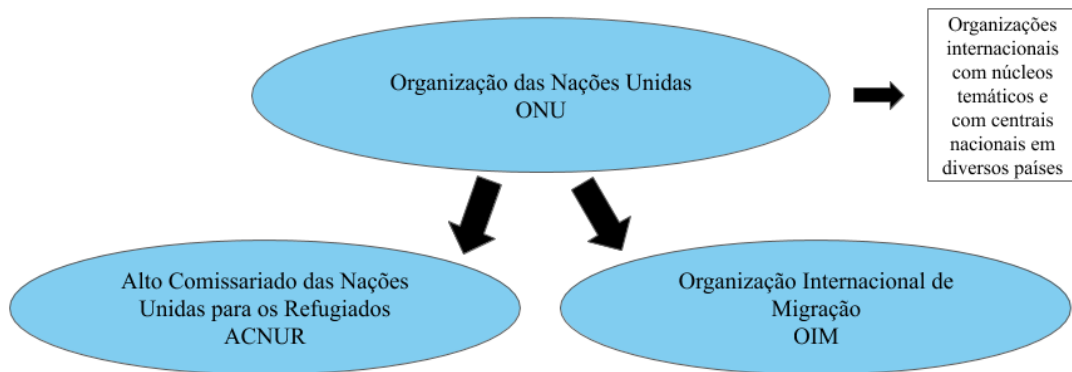 Organização das Nações Unidas
ONU
Organizações
internacionais
com núcleos
temáticos e
com centrais
nacionais em
diversos países
Alto Comissariado das Nações
Unidas para os Refugiados
ACNUR
Organização Internacional de
Migração
OIM